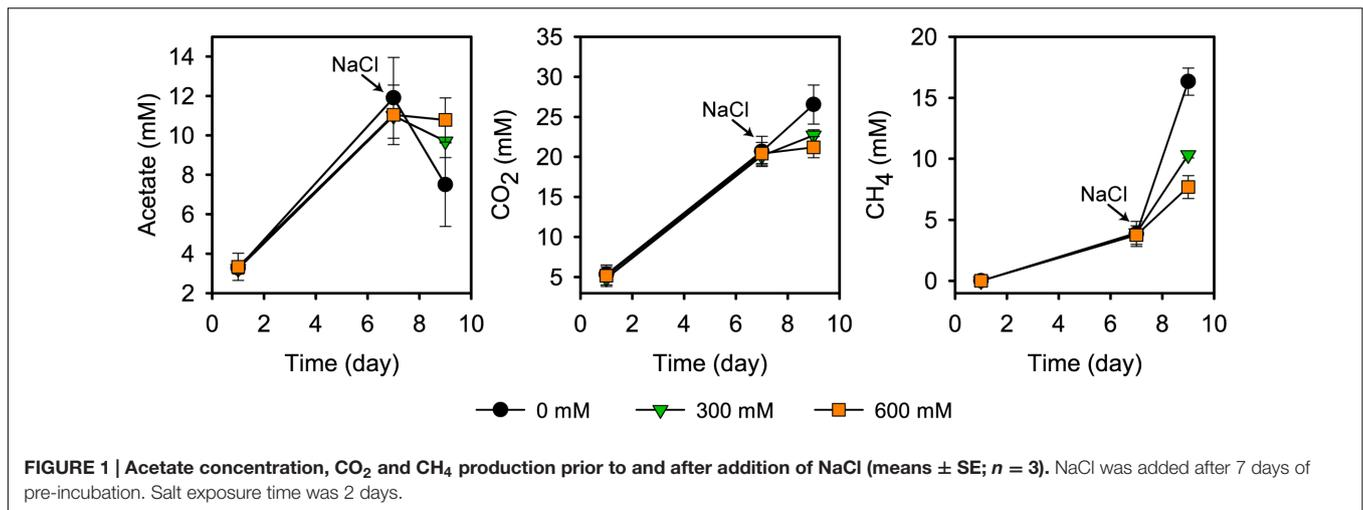 14
12
10
8
6
4
2
Acetate (mM)
NaCl
0 2 4 6 8 10
Time (day)
35
30
25
20
15
10
5
CO2 (mM)
NaCl
0 2 4 6 8 10
Time (day)
20
15
10
5
0
CH4 (mM)
NaCl
0 2 4 6 8 10
Time (day)
0 mM 300 mM 600 mM
FIGURE 1 | Acetate concentration, CO2 and CH4 production prior to and after addition of NaCl (means ± SE; n = 3). NaCl was added after 7 days of
pre-incubation. Salt exposure time was 2 days.